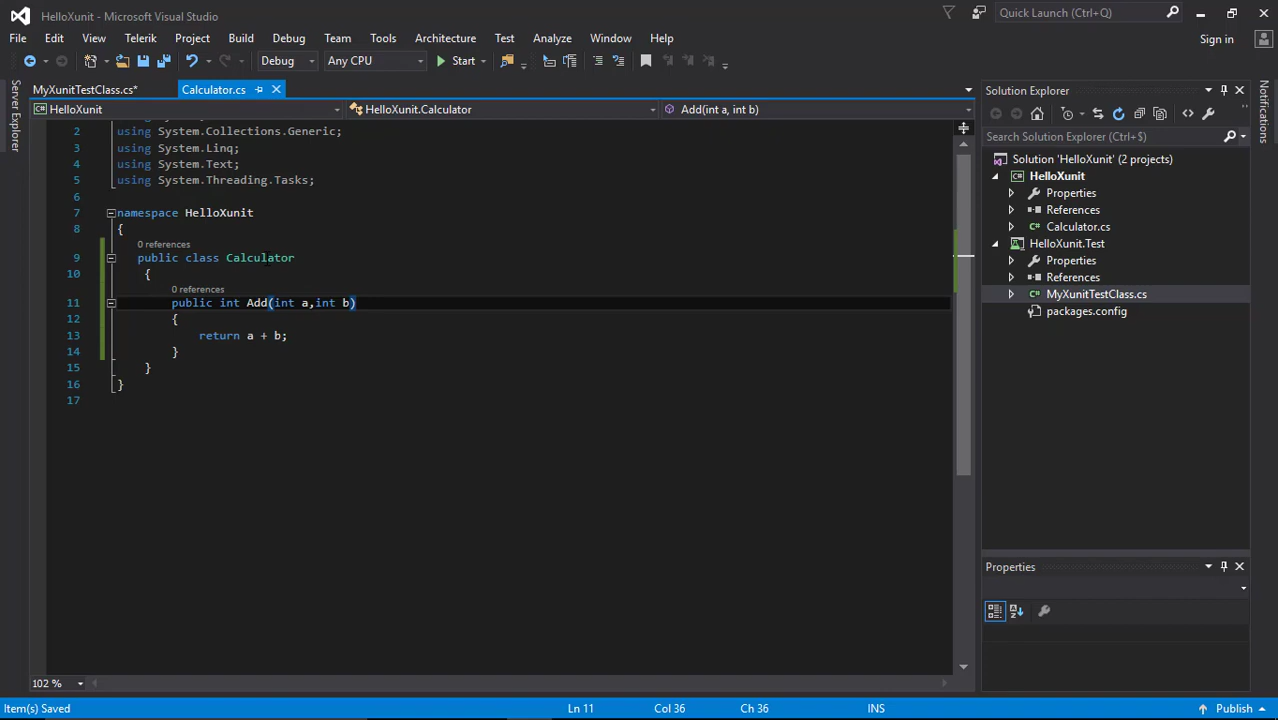 HelloXunit - Microsoft Visual Studio
Quick Launch (Ctrl+Q)
File Edit View Telerik Project Build Debug Team Tools Architecture Test Analyze Window Help
Sign in
Debug Any CPU Start
Server Explorer
MyXunitTestClass.cs* Calculator.cs
HelloXunit HelloXunit.Calculator Add(int a, int b)
2 using System.Collections.Generic;
3 using System.Linq;
4 using System.Text;
5 using System.Threading.Tasks;
6
7 namespace HelloXunit
8 {
0 references
9 public class Calculator
10 {
0 references
11 public int Add(int a,int b)
12 {
13 return a + b;
14 }
15 }
16 }
17
102 %
Solution Explorer
Search Solution Explorer (Ctrl+$)
Solution 'HelloXunit' (2 projects)
HelloXunit
Properties
References
Calculator.cs
HelloXunit.Test
Properties
References
MyXunitTestClass.cs
packages.config
Properties
Notifications
Item(s) Saved Ln 11 Col 36 Ch 36 INS Publish